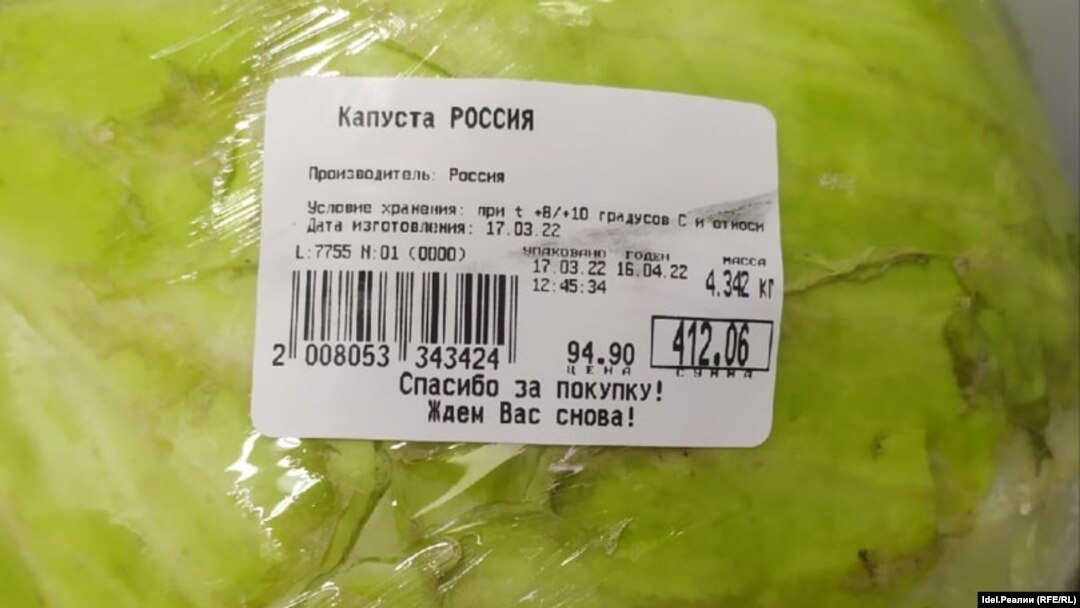 Капуста РОССИЯ
Производитель: Россия
Условие хранения: при t +8/+10 градусов С и относи
Дата изготовления: 17.03.22
L:7755 N:01 (0000)
УПАКОВАНО ГОДЕН МАССА
17.03.22 16.04.22 4.342 кг
12:45:34
2 008053 343424
94.90 412.06
ЦЕНА СУММА
Спасибо за покупку!
Ждем Вас снова!
Idel.Реалии (RFE/RL)